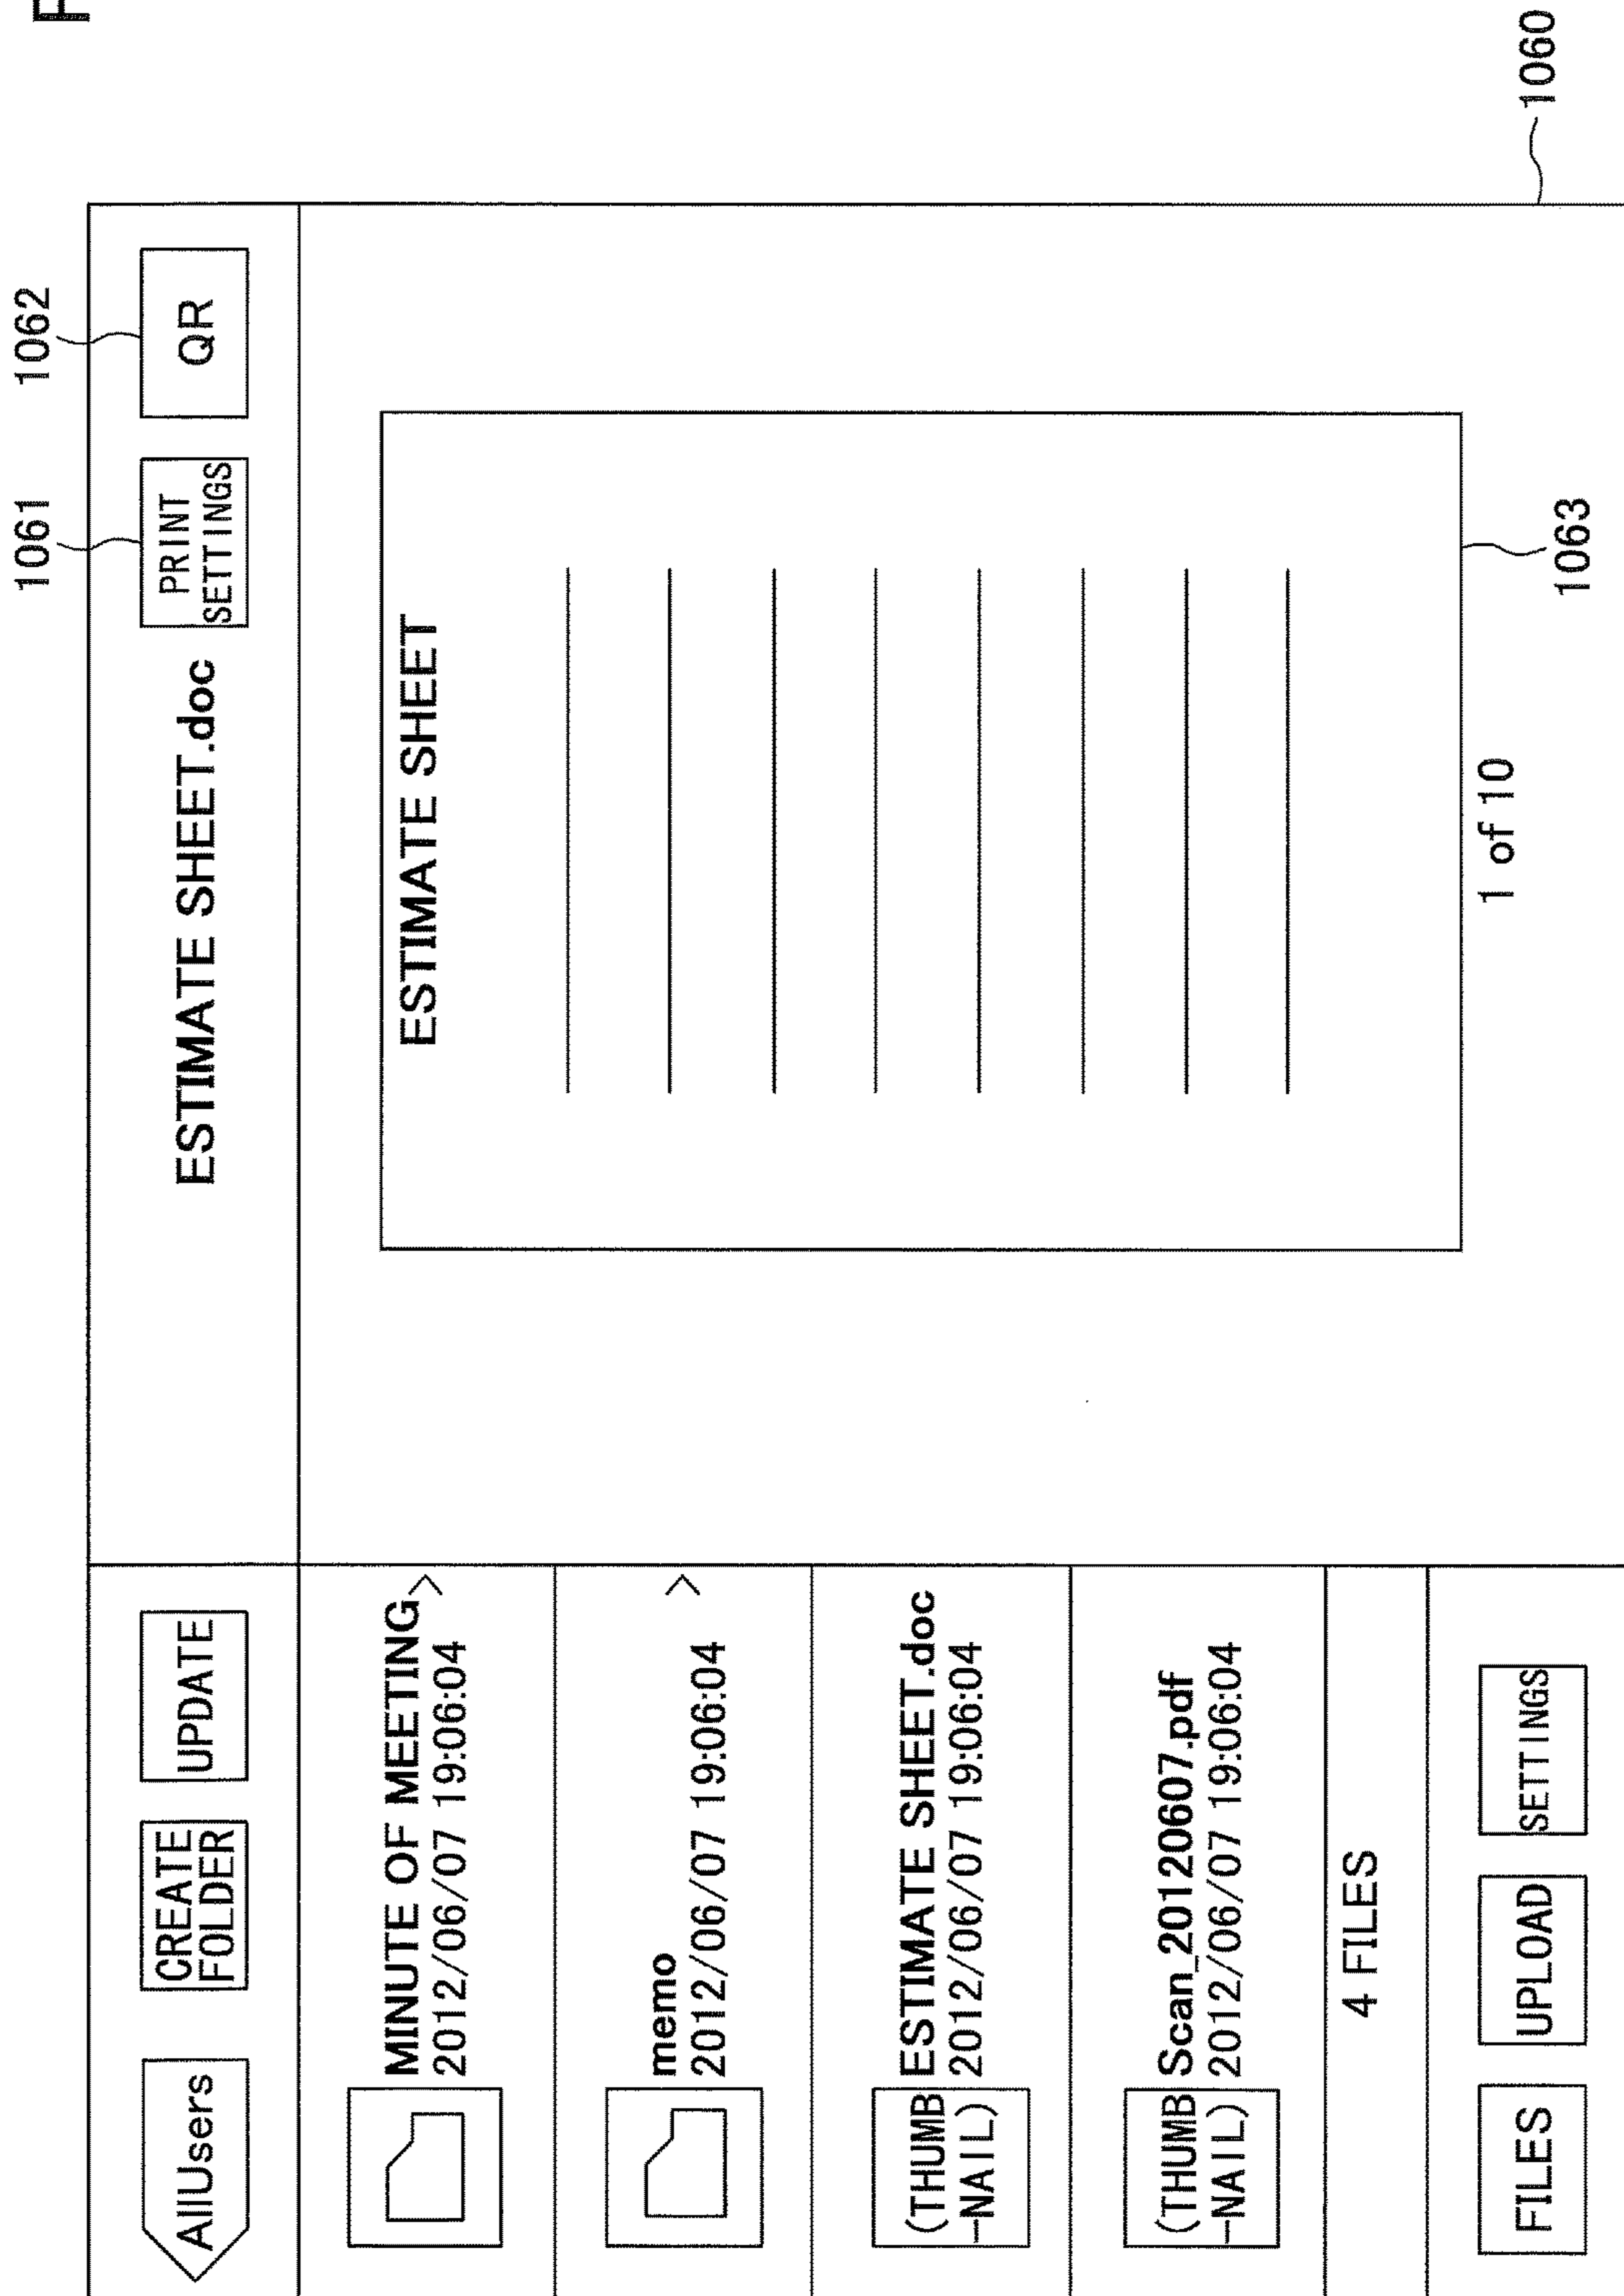 1061
1062
AllUsers
CREATE
FOLDER
UPDATE
ESTIMATE SHEET.doc
PRINT
SETTINGS
QR
MINUTE OF MEETING >
2012/06/07 19:06:04
memo
2012/06/07 19:06:04 >
(THUMB
-NAIL)
ESTIMATE SHEET.doc
2012/06/07 19:06:04
(THUMB
-NAIL)
Scan_20120607.pdf
2012/06/07 19:06:04
4 FILES
FILES
UPLOAD
SETTINGS
ESTIMATE SHEET
1 of 10
1063
1060